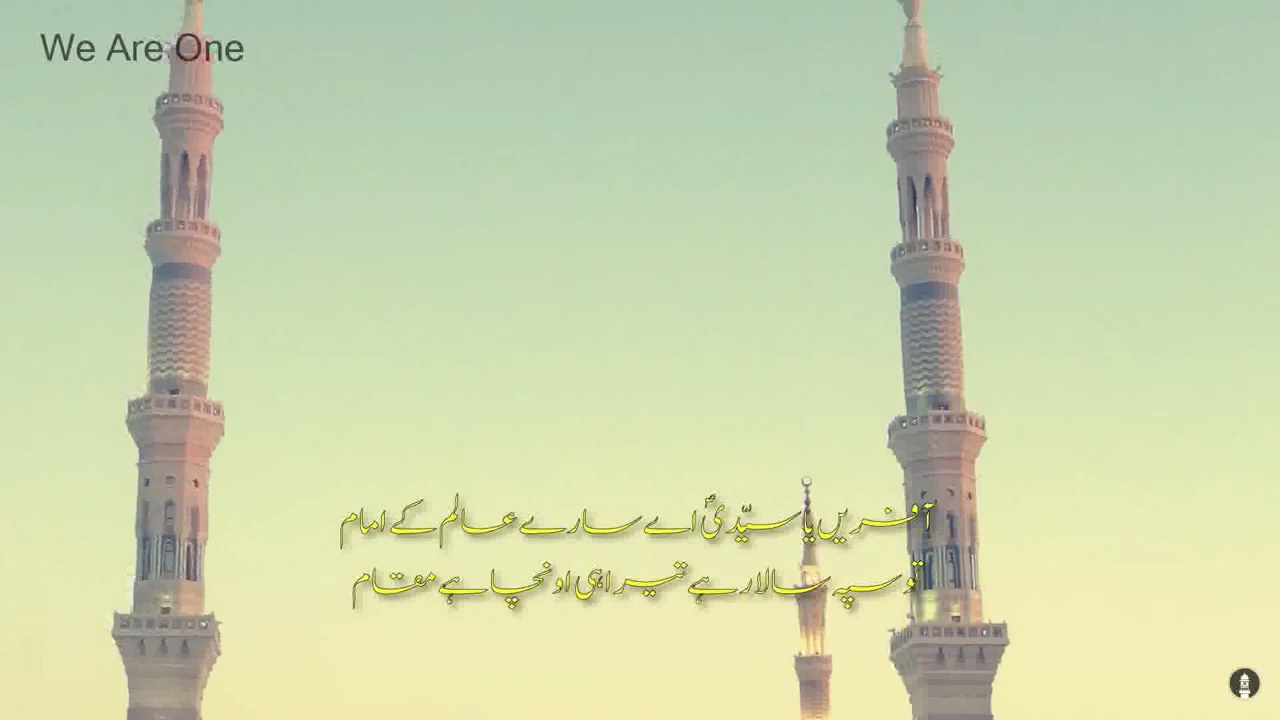 We Are One
آفریں یا سیّدیؐ اے سارے عالم کے امام
تو سپہ سالار ہے تیرا ہی اونچا ہے مقام